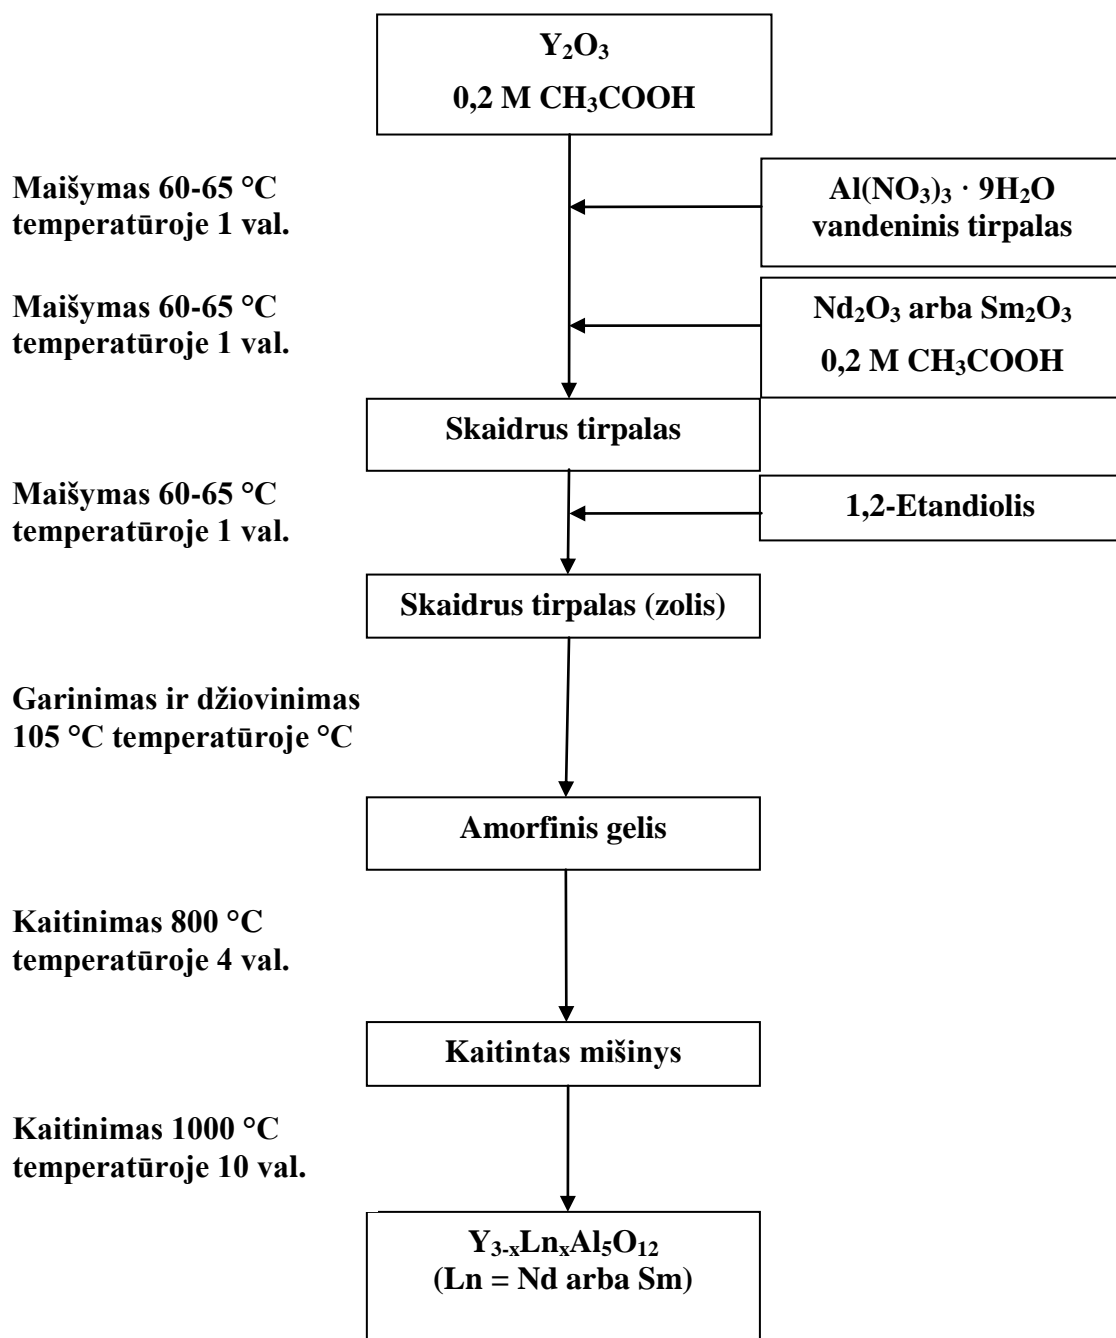 Y₂O₃
0,2 M CH₃COOH
Maišymas 60-65 °C
temperatūroje 1 val.
Al(NO₃)₃ · 9H₂O
vandeninis tirpalas
Maišymas 60-65 °C
temperatūroje 1 val.
Nd₂O₃ arba Sm₂O₃
0,2 M CH₃COOH
Skaidrus tirpalas
Maišymas 60-65 °C
temperatūroje 1 val.
1,2-Etandiolis
Skaidrus tirpalas (zolis)
Garinimas ir džiovinimas
105 °C temperatūroje °C
Amorfinis gelis
Kaitinimas 800 °C
temperatūroje 4 val.
Kaitintas mišinys
Kaitinimas 1000 °C
temperatūroje 10 val.
Y₃₋ₓLnₓAl₅O₁₂
(Ln = Nd arba Sm)